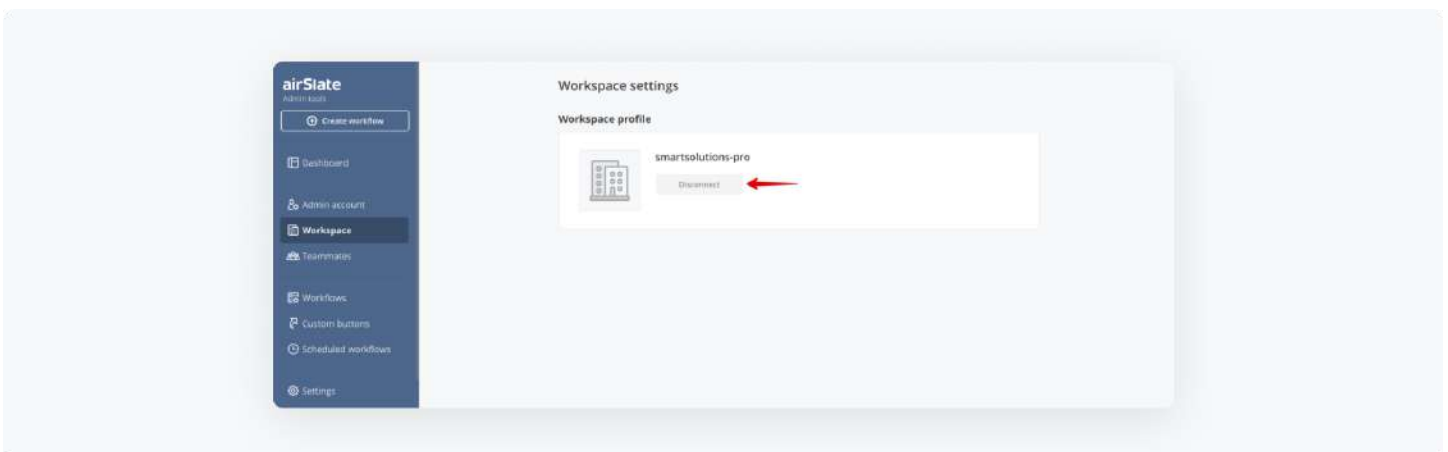 airSlate
Admin tools
Create workflow
Dashboard
Admin account
Workspace
Teammates
Workflows
Custom buttons
Scheduled workflows
Settings
Workspace settings
Workspace profile
smartsolutions-pro
Disconnect